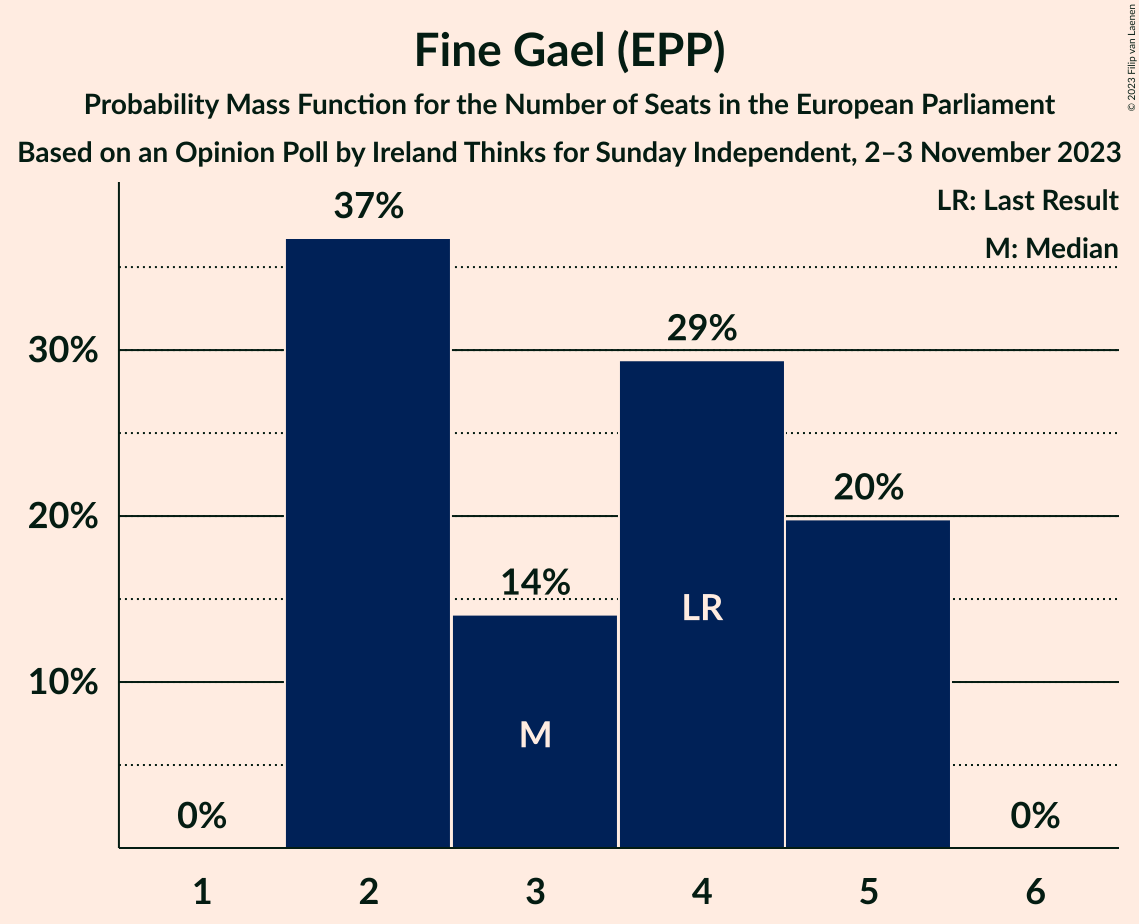 Fine Gael (EPP)
Probability Mass Function for the Number of Seats in the European Parliament
Based on an Opinion Poll by Ireland Thinks for Sunday Independent, 2–3 November 2023
© 2023 Filip van Laenen
LR: Last Result
M: Median
37%
30%
29%
20%
20%
14%
LR
10%
M
0%
0%
1 2 3 4 5 6